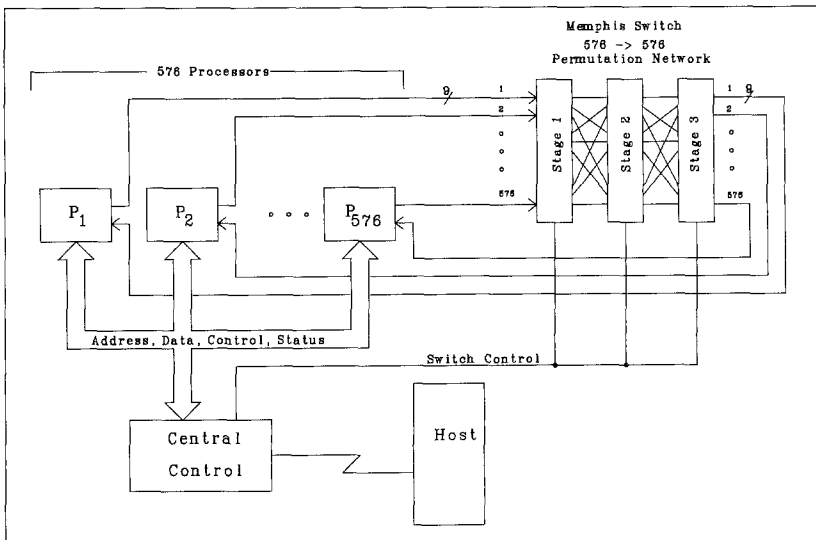 Memphis Switch
576 -> 576
Permutation Network
576 Processors
9
1
2
576
Stage 1
Stage 2
Stage 3
1
9
2
576
P1
P2
P576
Address, Data, Control, Status
Switch Control
Central
Control
Host